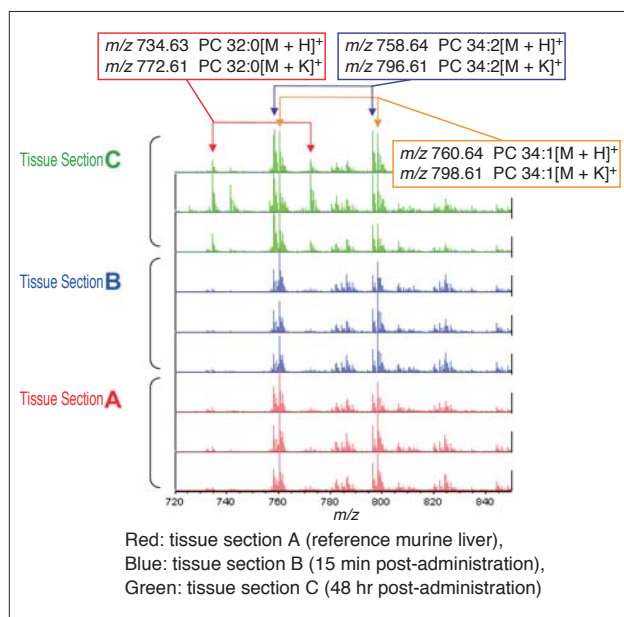 m/z 734.63  PC 32:0[M + H]+
m/z 772.61  PC 32:0[M + K]+
m/z 758.64  PC 34:2[M + H]+
m/z 796.61  PC 34:2[M + K]+
m/z 760.64  PC 34:1[M + H]+
m/z 798.61  PC 34:1[M + K]+
Tissue Section C
Tissue Section B
Tissue Section A
720 740 760 780 800 820 840
m/z
Red: tissue section A (reference murine liver),
Blue: tissue section B (15 min post-administration),
Green: tissue section C (48 hr post-administration)